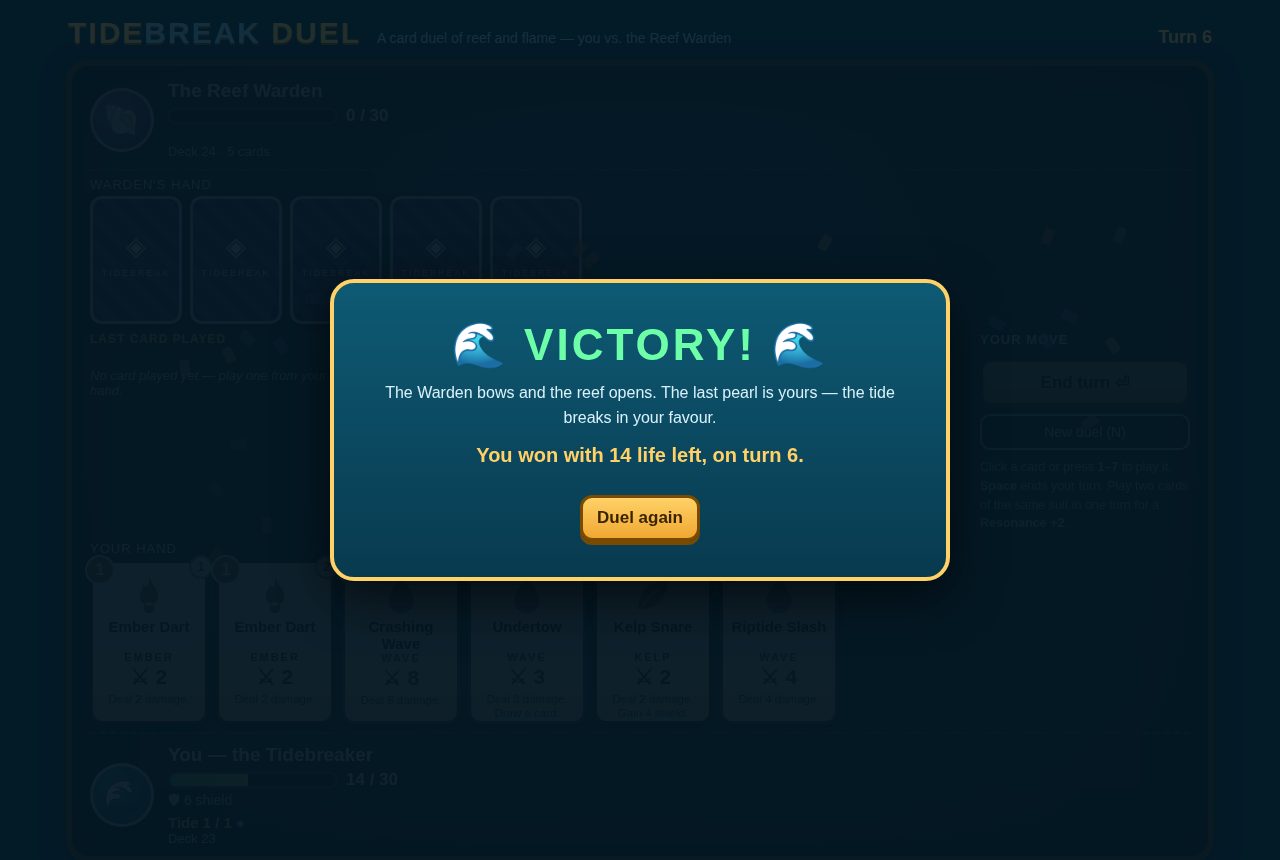 TIDEBREAK DUEL
A card duel of reef and flame — you vs. the Reef Warden
Turn 6
The Reef Warden
0 / 30
Deck 24 · 5 cards
WARDEN'S HAND
TIDEBREAK
TIDEBREAK
TIDEBREAK
TIDEBREAK
TIDEBREAK
LAST CARD PLAYED
No card played yet — play one from your
hand.
VICTORY!
The Warden bows and the reef opens. The last pearl is yours — the tide
breaks in your favour.
You won with 14 life left, on turn 6.
Duel again
YOUR MOVE
End turn ⏎
New duel (N)
Click a card or press 1–7 to play it.
Space ends your turn. Play two cards
of the same suit in one turn for a
Resonance +2.
YOUR HAND
1
1
Ember Dart
EMBER
⚔ 2
Deal 2 damage.
1
Ember Dart
EMBER
⚔ 2
Deal 2 damage.
Crashing
Wave
WAVE
⚔ 8
Deal 8 damage.
Undertow
WAVE
⚔ 3
Deal 3 damage.
Draw a card.
Kelp Snare
KELP
⚔ 2
Deal 2 damage.
Gain 4 shield.
Riptide Slash
WAVE
⚔ 4
Deal 4 damage.
You — the Tidebreaker
14 / 30
6 shield
Tide 1 / 1 ●
Deck 23